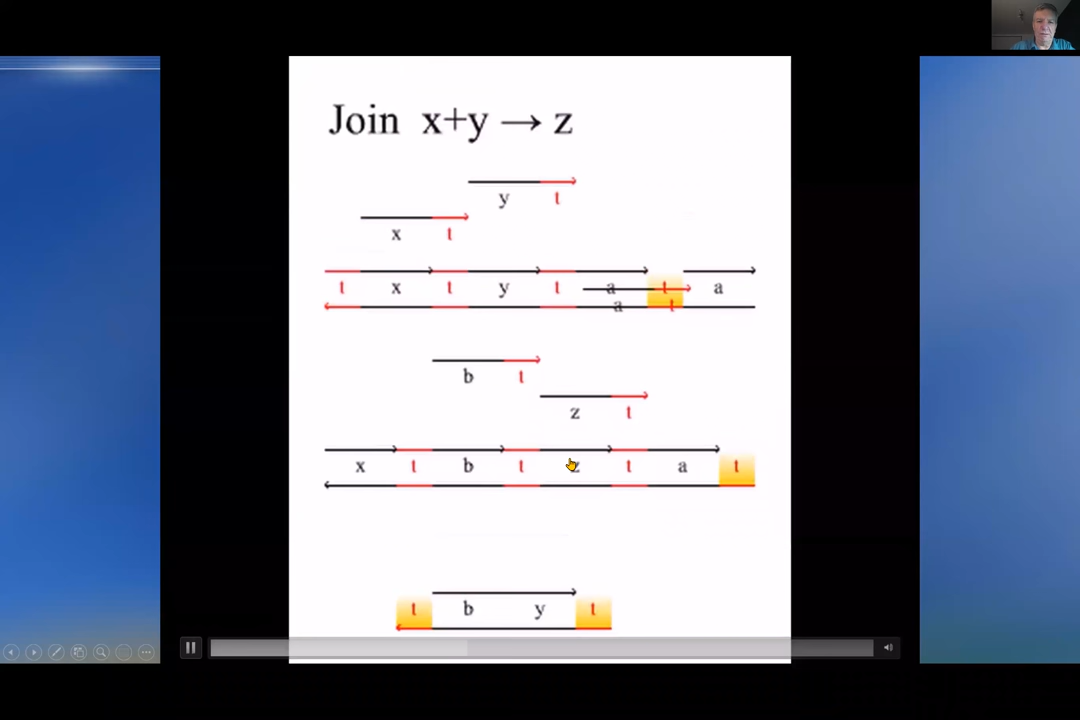 Join x+y → z
y t
x t
t x t y t a t a
a t
b t
z t
x t b t z t a t
t b y t